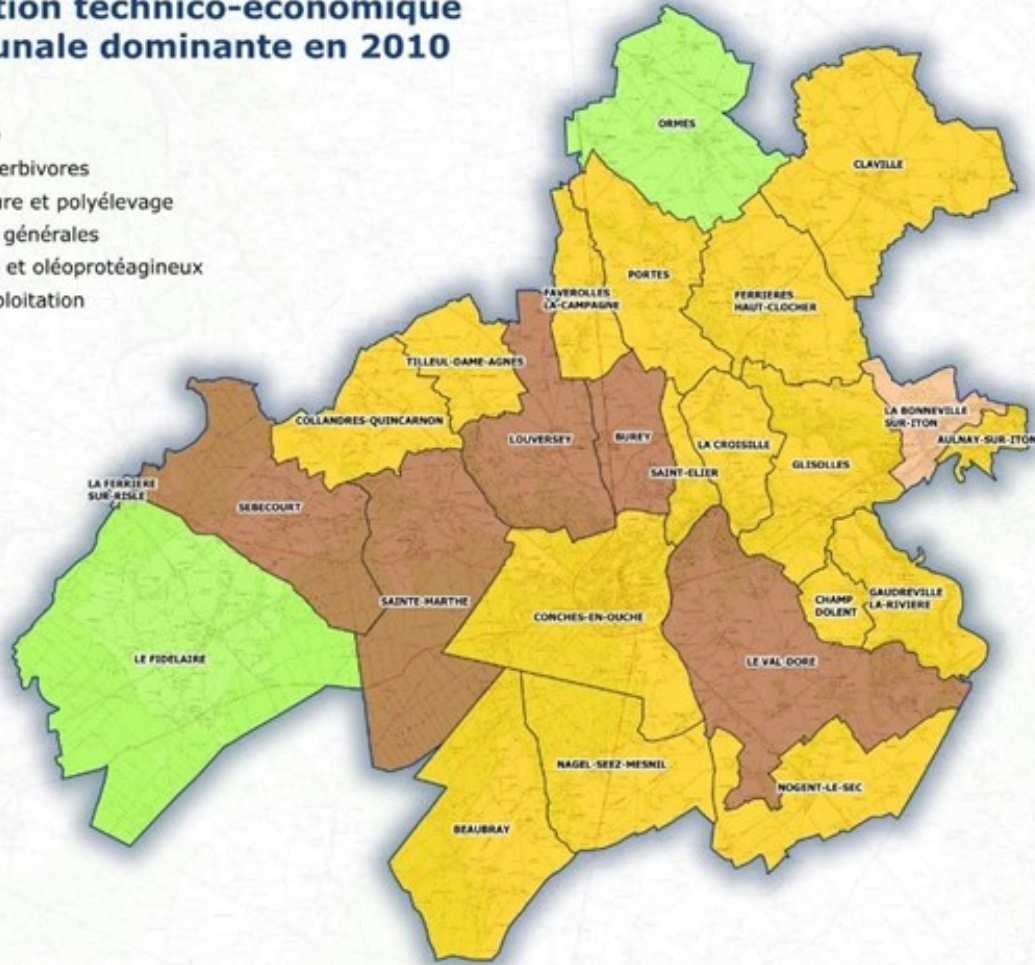 tion technico-économique
unale dominante en 2010
erbivores
ure et polyélevage
générales
et oléoprotéagineux
ploitation
ORMES
CLAVILLE
PORTES
FAVEROLLES
LA-CAMPAGNE
FERRIERES
HAUT-CLOCHER
TILLEUL-DAME-AGNES
COLLANDRES-QUINCARNON
LOUVERSEY
BUREY
LA CROISILLE
LA BONNEVILLE
SUR-ITON
AULNAY-SUR-ITON
SAINT-ELIER
GLISOLLES
LA FERRIERE
SUR-RISLE
SEBECOURT
SAINTE-MARTHE
CONCHES-EN-OUCHE
CHAMP
DOLENT
GAUDREVILLE
LA-RIVIERE
LE FIDELAIRE
LE VAL-DORE
NAGEL-SEEZ-MESNIL
NOGENT-LE-SEC
BEAUBRAY